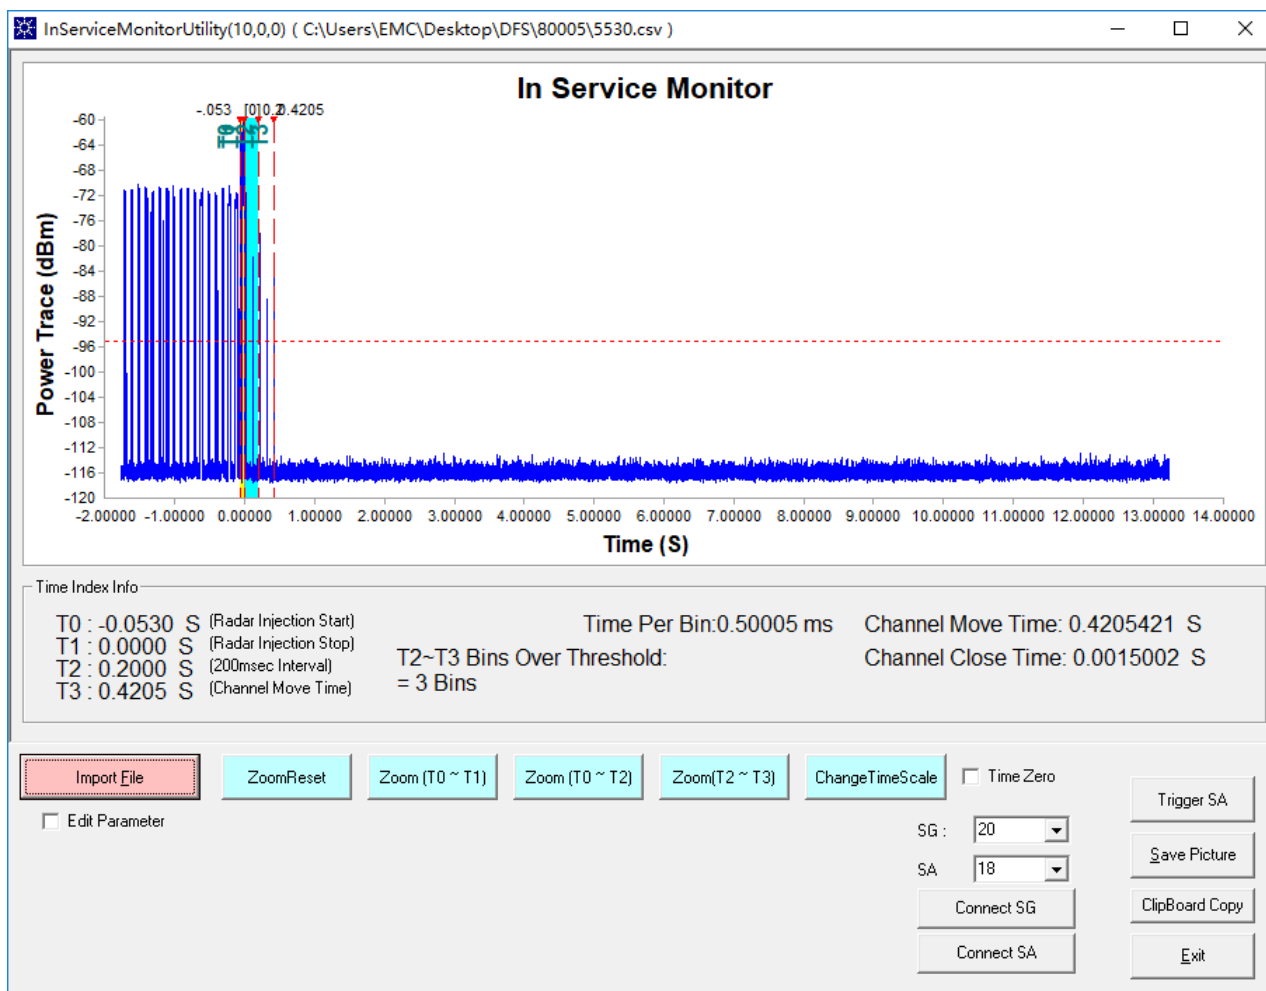 InServiceMonitorUtility(10,0,0) ( C:\Users\EMC\Desktop\DFS\80005\5530.csv )
In Service Monitor
-.053 [0] 0.2 0.4205
T0 T1 T2 T3
Power Trace (dBm)
-60
-64
-68
-72
-76
-80
-84
-88
-92
-96
-100
-104
-108
-112
-116
-120
-2.00000 -1.00000 0.00000 1.00000 2.00000 3.00000 4.00000 5.00000 6.00000 7.00000 8.00000 9.00000 10.00000 11.00000 12.00000 13.00000 14.00000
Time (S)
Time Index Info
T0 : -0.0530 S (Radar Injection Start)
T1 : 0.0000 S (Radar Injection Stop)
T2 : 0.2000 S (200msec Interval)
T3 : 0.4205 S (Channel Move Time)
Time Per Bin:0.50005 ms
T2~T3 Bins Over Threshold:
= 3 Bins
Channel Move Time: 0.4205421 S
Channel Close Time: 0.0015002 S
Import File ZoomReset Zoom (T0 ~ T1) Zoom (T0 ~ T2) Zoom(T2 ~ T3) ChangeTimeScale Time Zero
Edit Parameter
SG : 20
SA 18
Connect SG
Connect SA
Trigger SA
Save Picture
ClipBoard Copy
Exit